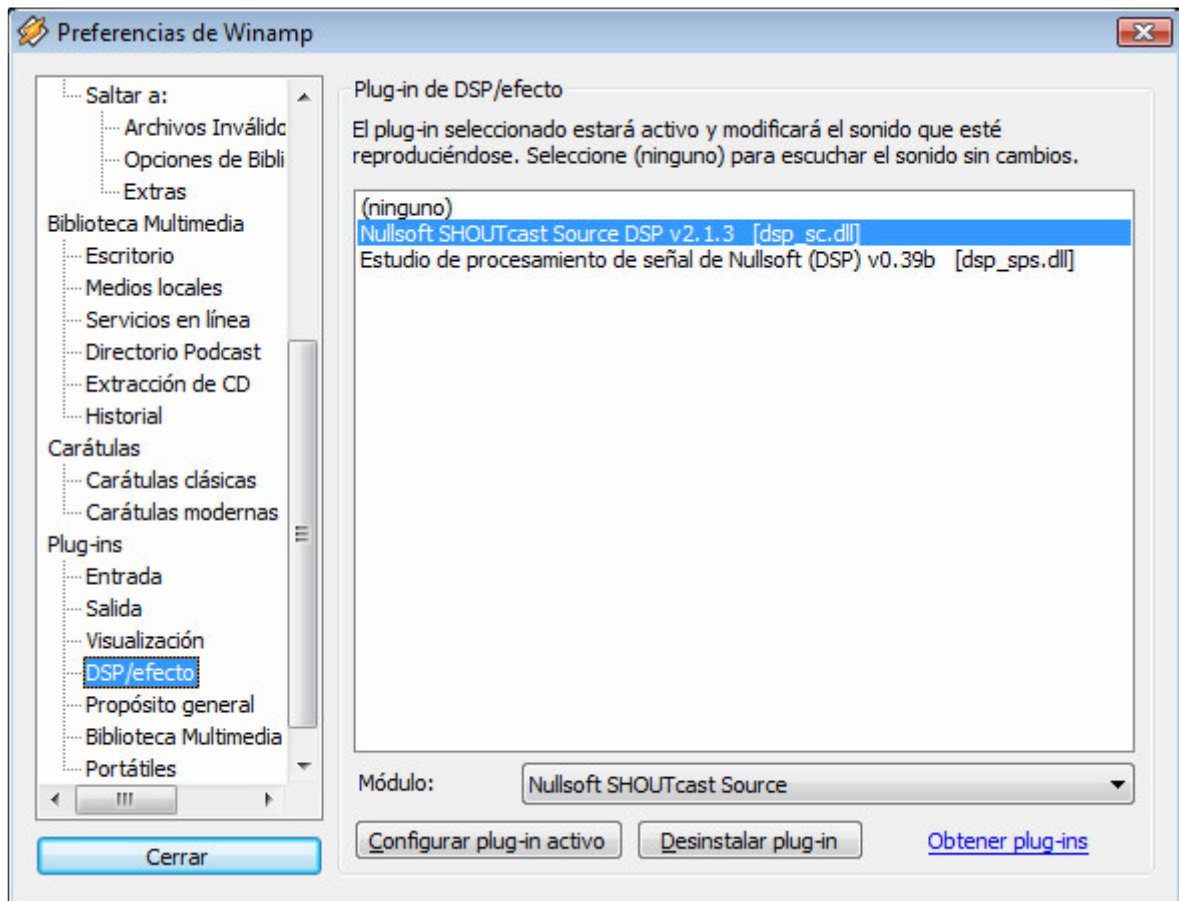 Preferencias de Winamp
Saltar a:
Archivos Inválido
Opciones de Bibli
Extras
Biblioteca Multimedia
Escritorio
Medios locales
Servicios en línea
Directorio Podcast
Extracción de CD
Historial
Carátulas
Carátulas clásicas
Carátulas modernas
Plug-ins
Entrada
Salida
Visualización
DSP/efecto
Propósito general
Biblioteca Multimedia
Portátiles
Cerrar
Plug-in de DSP/efecto
El plug-in seleccionado estará activo y modificará el sonido que esté
reproduciéndose. Seleccione (ninguno) para escuchar el sonido sin cambios.
(ninguno)
Nullsoft SHOUTcast Source DSP v2.1.3 [dsp_sc.dll]
Estudio de procesamiento de señal de Nullsoft (DSP) v0.39b [dsp_sps.dll]
Módulo: Nullsoft SHOUTcast Source
Configurar plug-in activo Desinstalar plug-in Obtener plug-ins